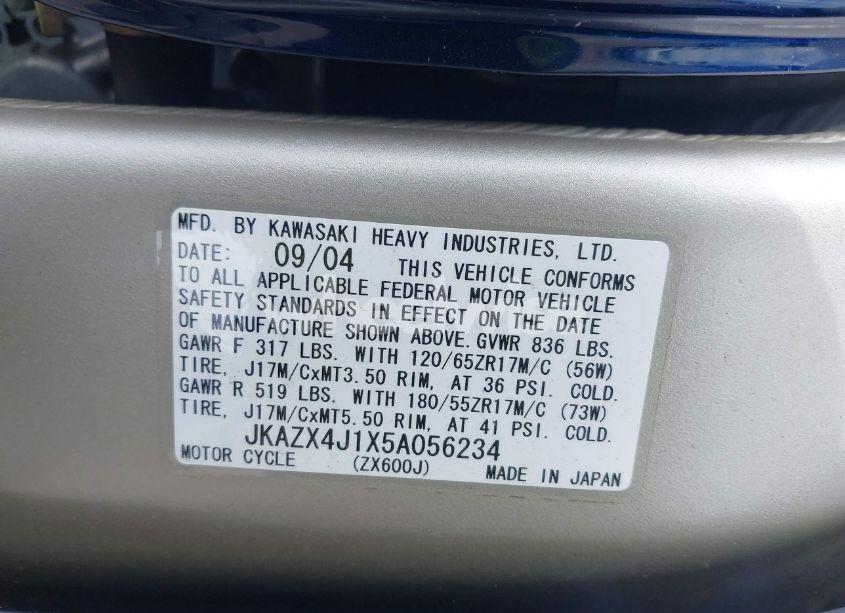 MFD. BY KAWASAKI HEAVY INDUSTRIES, LTD.
DATE: 09/04 THIS VEHICLE CONFORMS
TO ALL APPLICABLE FEDERAL MOTOR VEHICLE
SAFETY STANDARDS IN EFFECT ON THE DATE
OF MANUFACTURE SHOWN ABOVE. GVWR 836 LBS.
GAWR F 317 LBS. WITH 120/65ZR17M/C (56W)
TIRE, J17M/CxMT3.50 RIM, AT 36 PSI. COLD.
GAWR R 519 LBS. WITH 180/55ZR17M/C (73W)
TIRE, J17M/CxMT5.50 RIM, AT 41 PSI. COLD.
JKAZX4J1X5A056234
MOTOR CYCLE (ZX600J) MADE IN JAPAN